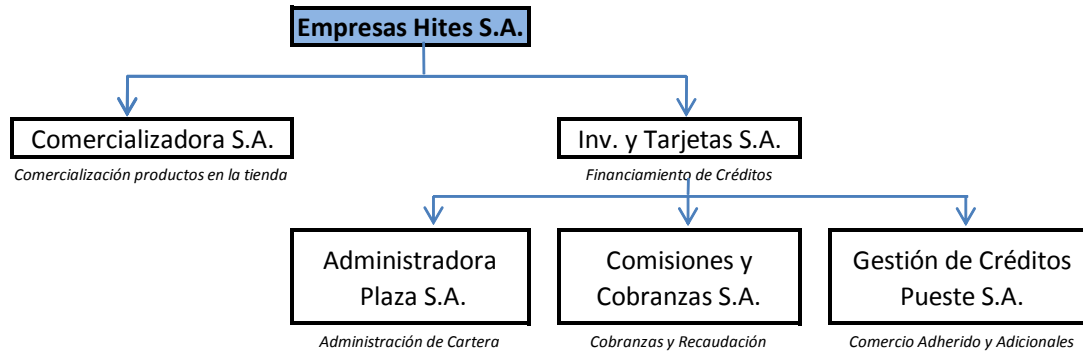 Empresas Hites S.A.
Comercializadora S.A.
Inv. y Tarjetas S.A.
Comercialización productos en la tienda
Financiamiento de Créditos
Administradora
Plaza S.A.
Comisiones y
Cobranzas S.A.
Gestión de Créditos
Pueste S.A.
Administración de Cartera
Cobranzas y Recaudación
Comercio Adherido y Adicionales